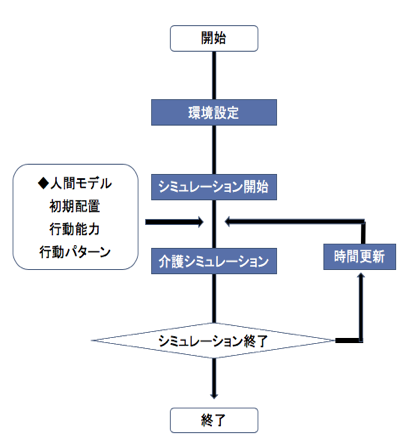 開始
環境設定
シミュレーション開始
◆人間モデル
初期配置
行動能力
行動パターン
介護シミュレーション
時間更新
シミュレーション終了
終了